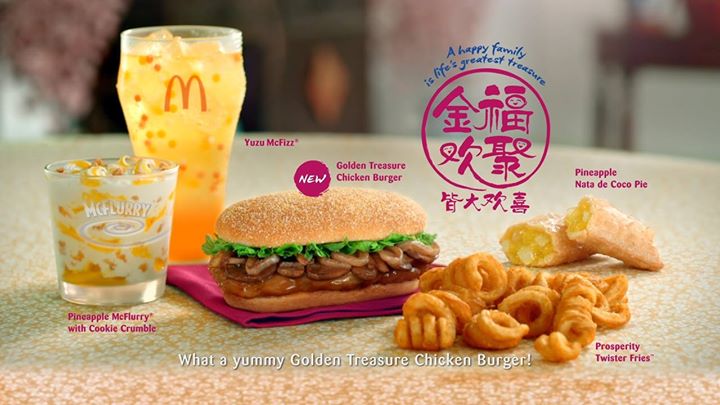 A happy family
is life's greatest treasure
金福
欢聚
皆大欢喜
Yuzu McFizz®
NEW
Golden Treasure
Chicken Burger
Pineapple
Nata de Coco Pie
McFLURRY
Pineapple McFlurry®
with Cookie Crumble
Prosperity
Twister Fries™
What a yummy Golden Treasure Chicken Burger!